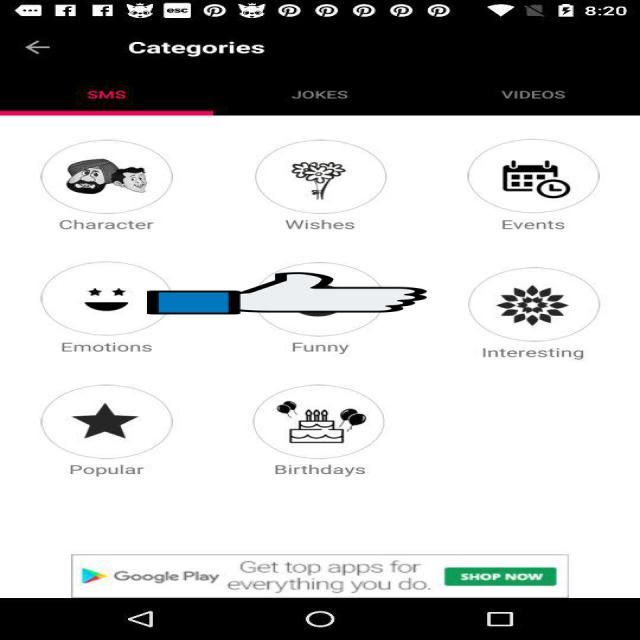 esc
8:20
Categories
SMS JOKES VIDEOS
Character Wishes Events
Emotions Funny Interesting
Popular Birthdays
Google Play Get top apps for everything you do. SHOP NOW